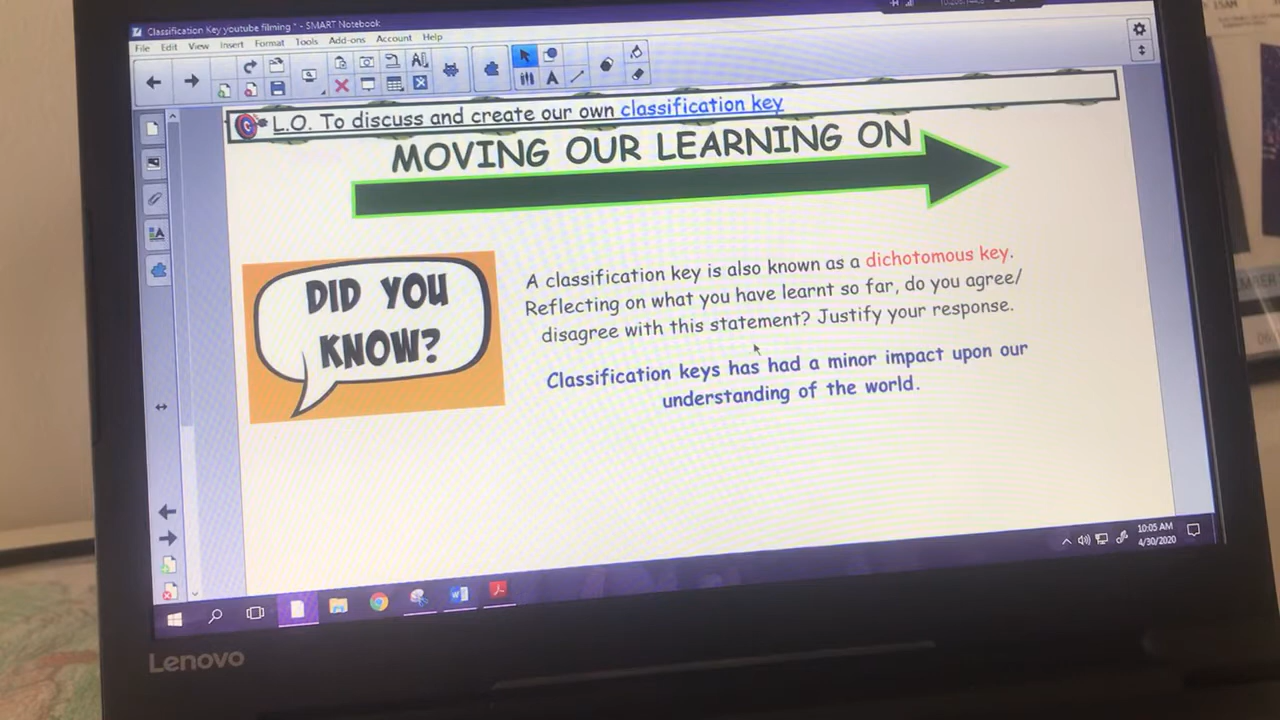 Classification Key youtube filming * - SMART Notebook
File Edit View Insert Format Tools Add-ons Account Help
L.O. To discuss and create our own classification key
MOVING OUR LEARNING ON
DID YOU
KNOW?
A classification key is also known as a dichotomous key.
Reflecting on what you have learnt so far, do you agree/
disagree with this statement? Justify your response.
Classification keys has had a minor impact upon our
understanding of the world.
10:05 AM
4/30/2020
Lenovo